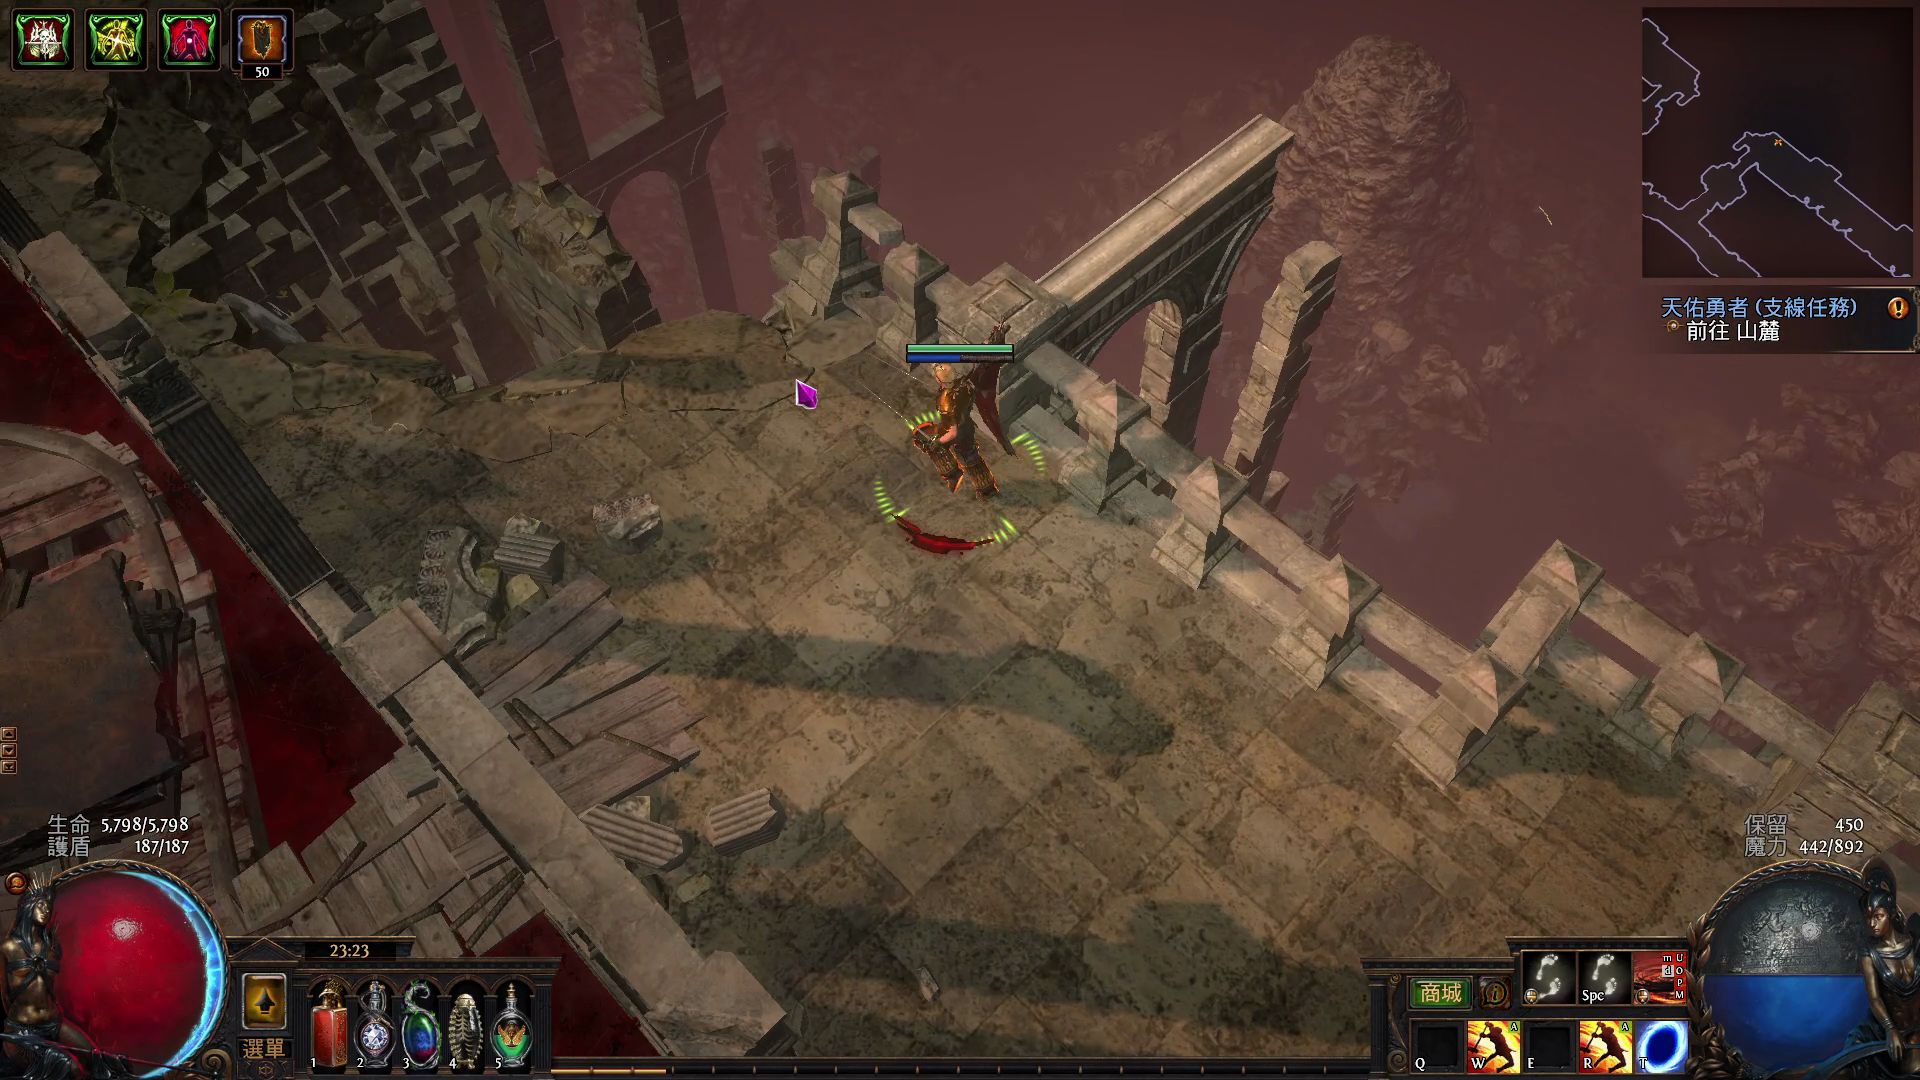 50
天佑勇者 (支線任務)
前往 山麓
生命 5,798/5,798
護盾 187/187
保留 450
魔力 442/892
23:23
選單
1
2
3
4
5
商城
Spc
m U
d O
P
M
Q
W
A
E
R
A
T